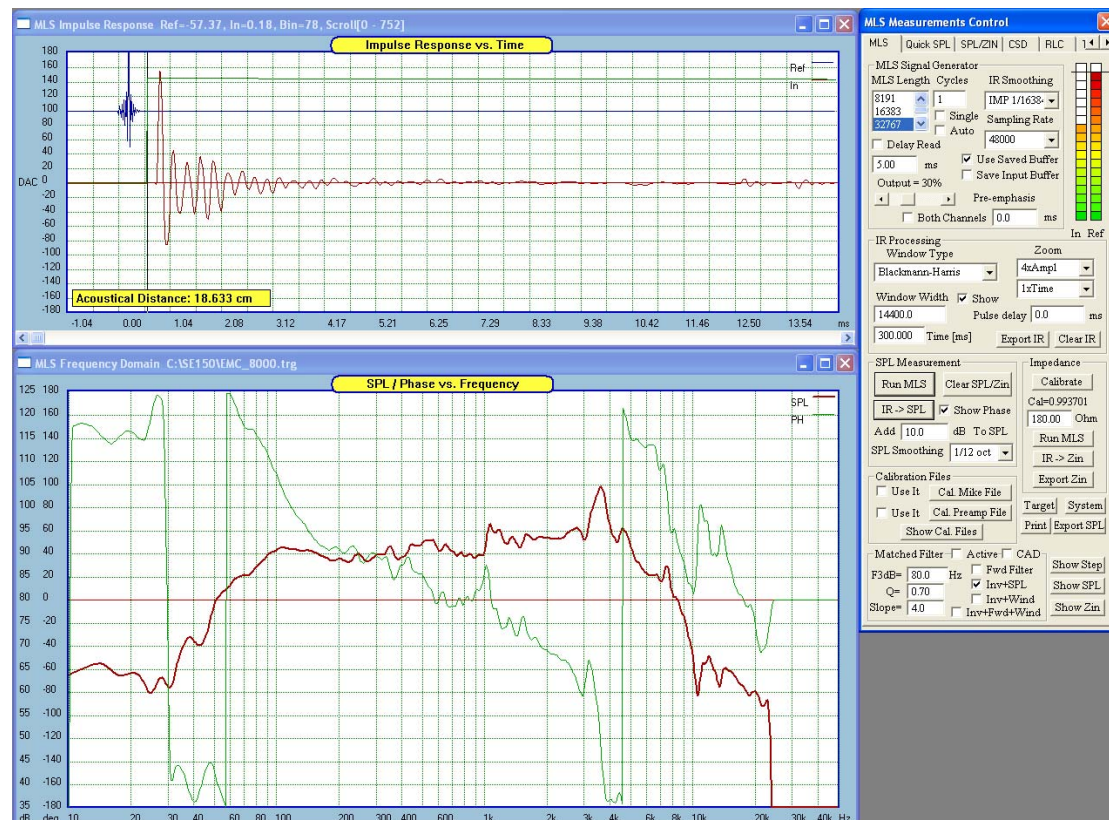 MLS Impulse Response Ref=-57.37, In=0.18, Bin=78, Scroll[0 - 752]
Impulse Response vs. Time
180
160
140
120
100
80
60
40
20
DAC 0
-20
-40
-60
-80
-100
-120
-140
-160
-180
Ref
In
Acoustical Distance: 18.633 cm
-1.04 0.00 1.04 2.08 3.12 4.17 5.21 6.25 7.29 8.33 9.38 10.42 11.46 12.50 13.54 ms
MLS Frequency Domain C:\SE150\EMC_8000.trg
SPL / Phase vs. Frequency
SPL
PH
125 180
120 160
115 140
110 120
105 100
100 80
95 60
90 40
85 20
80 0
75 -20
70 -40
65 -60
60 -80
55 -100
50 -120
45 -140
40 -160
35 -180
dB deg 10 20 30 40 60 80 100 200 300 400 600 1k 2k 3k 4k 6k 8k 10k 20k 30k 40k Hz
MLS Measurements Control
MLS Quick SPL SPL/ZIN CSD RLC
MLS Signal Generator
MLS Length Cycles IR Smoothing
8191
16383
32767
1
IMP 1/1638
Single
Auto
Sampling Rate
48000
Delay Read
5.00 ms
Use Saved Buffer
Save Input Buffer
Output = 30%
Pre-emphasis
Both Channels 0.0 ms
In Ref
IR Processing
Window Type Zoom
Blackmann-Harris 4xAmpl
1xTime
Window Width Show
14400.0 Pulse delay 0.0 ms
300.000 Time [ms] Export IR Clear IR
SPL Measurement
Run MLS Clear SPL/Zin
IR -> SPL Show Phase
Add 10.0 dB To SPL
SPL Smoothing 1/12 oct
Impedance
Calibrate
Cal=0.993701
180.00 Ohm
Run MLS
IR -> Zin
Export Zin
Calibration Files
Use It Cal. Mike File
Use It Cal. Preamp File
Show Cal. Files
Target System
Print Export SPL
Matched Filter Active CAD
F3dB= 80.0 Hz
Q= 0.70
Slope= 4.0
Fwd Filter
Inv+SPL
Inv+Wind
Inv+Fwd+Wind
Show Step
Show SPL
Show Zin